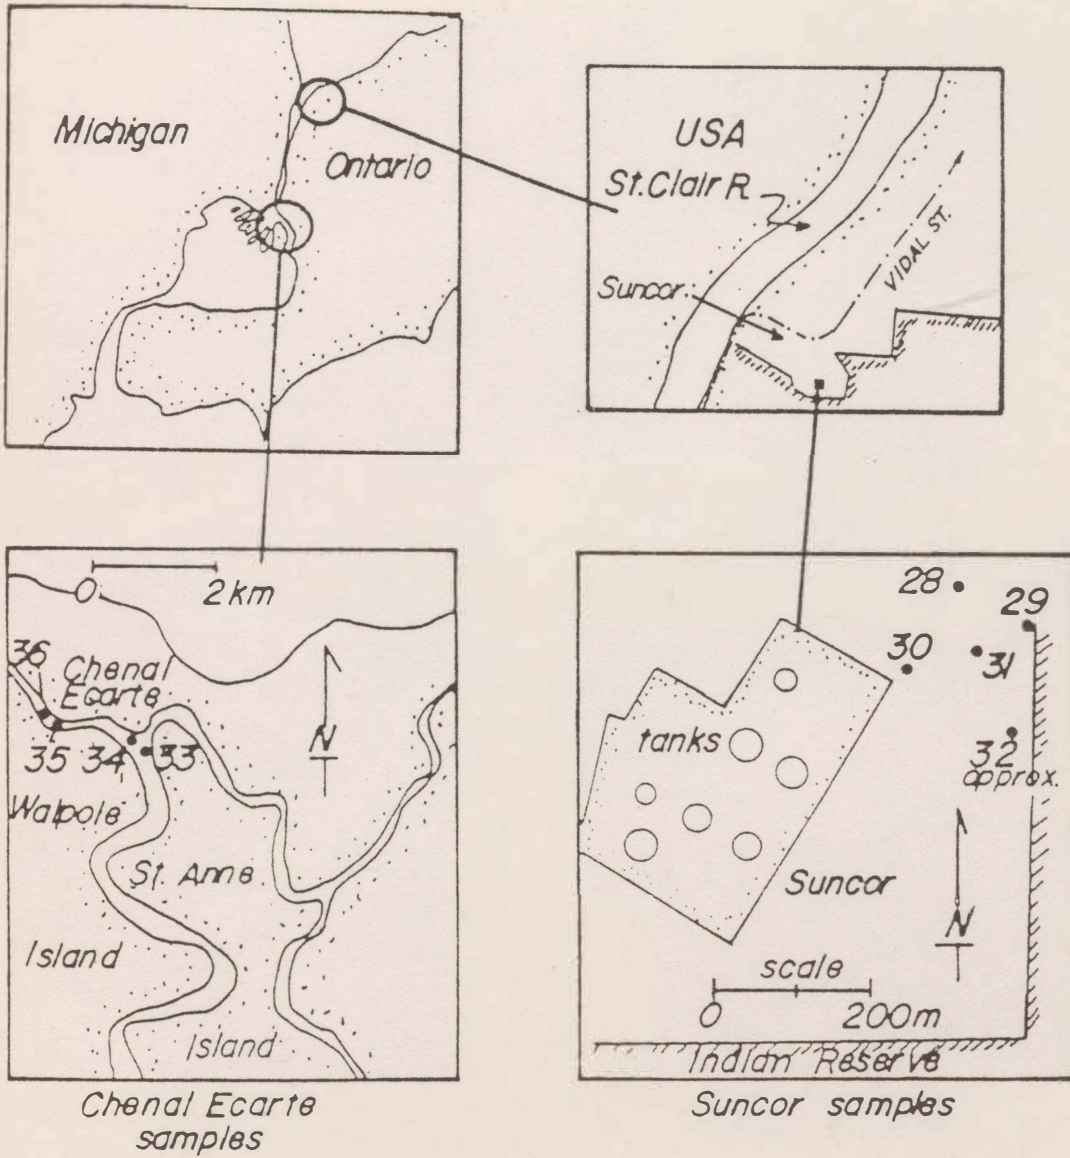 Michigan
Ontario
USA
St. Clair R.
VIDAL ST.
Suncor
0 2 km
36
Chenal
Ecarte
35 34 33
Walpole
St. Anne
Island
Island
N
Chenal Ecarte
samples
28
29
30
31
tanks
32
approx.
Suncor
N
scale
0 200m
Indian Reserve
Suncor samples